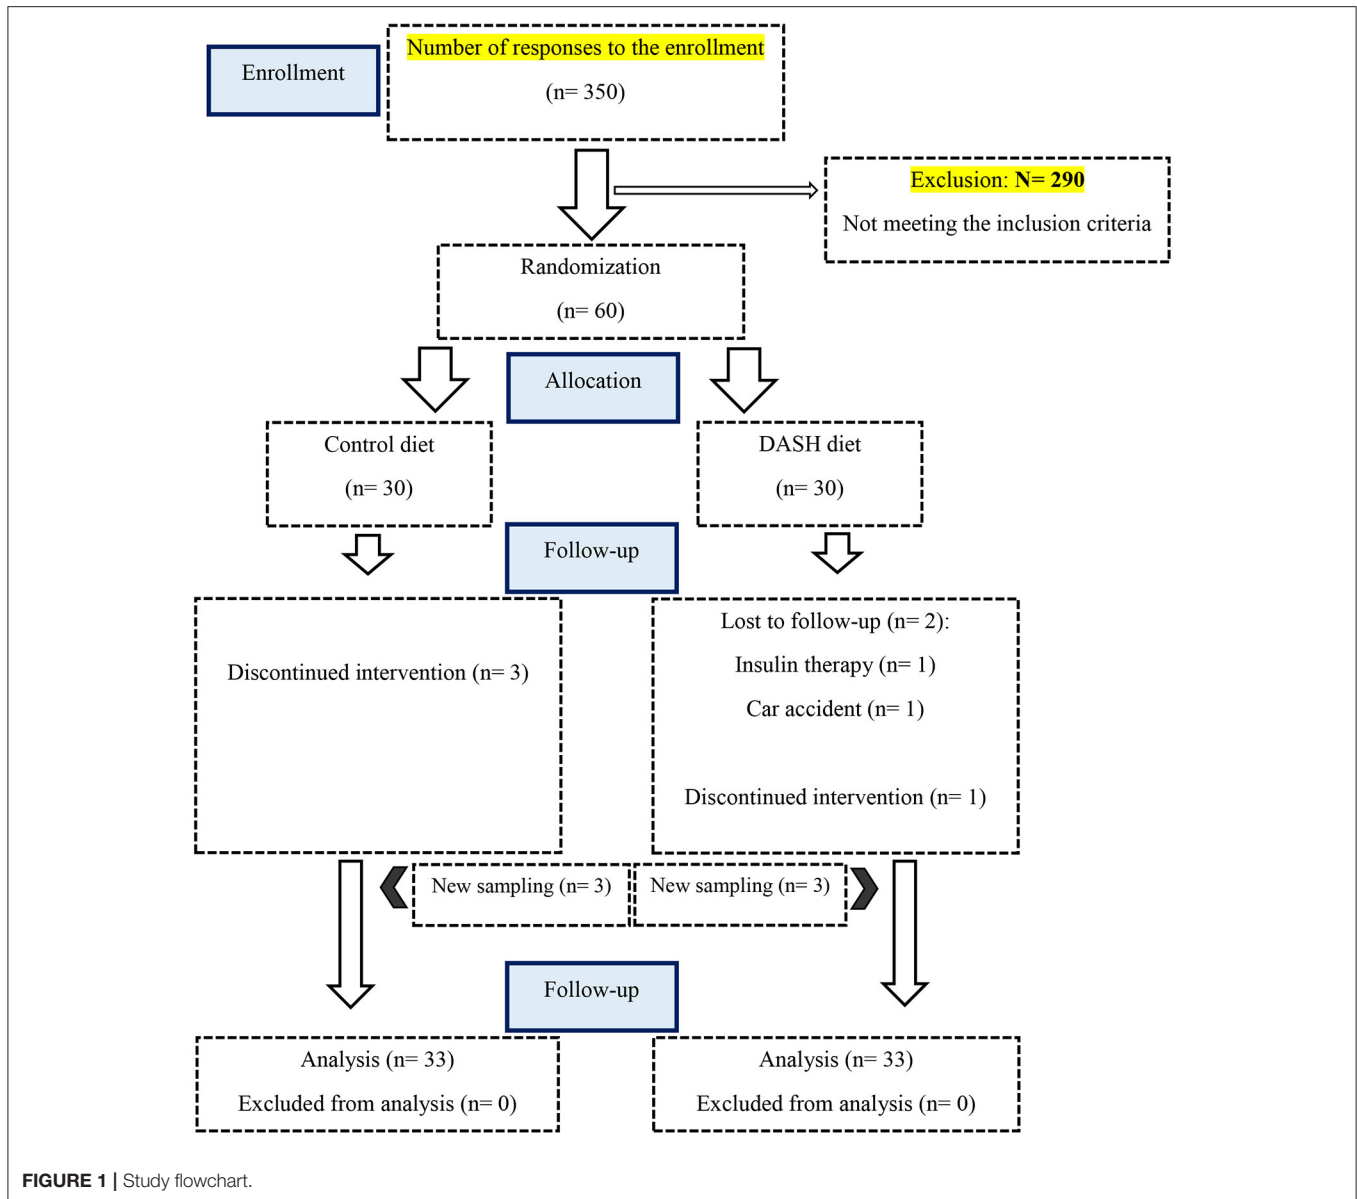 Enrollment
Number of responses to the enrollment
(n= 350)
Exclusion: N= 290
Not meeting the inclusion criteria
Randomization
(n= 60)
Allocation
Control diet
(n= 30)
DASH diet
(n= 30)
Follow-up
Discontinued intervention (n= 3)
Lost to follow-up (n= 2):
Insulin therapy (n= 1)
Car accident (n= 1)
Discontinued intervention (n= 1)
New sampling (n= 3)
New sampling (n= 3)
Follow-up
Analysis (n= 33)
Excluded from analysis (n= 0)
Analysis (n= 33)
Excluded from analysis (n= 0)
FIGURE 1 | Study flowchart.